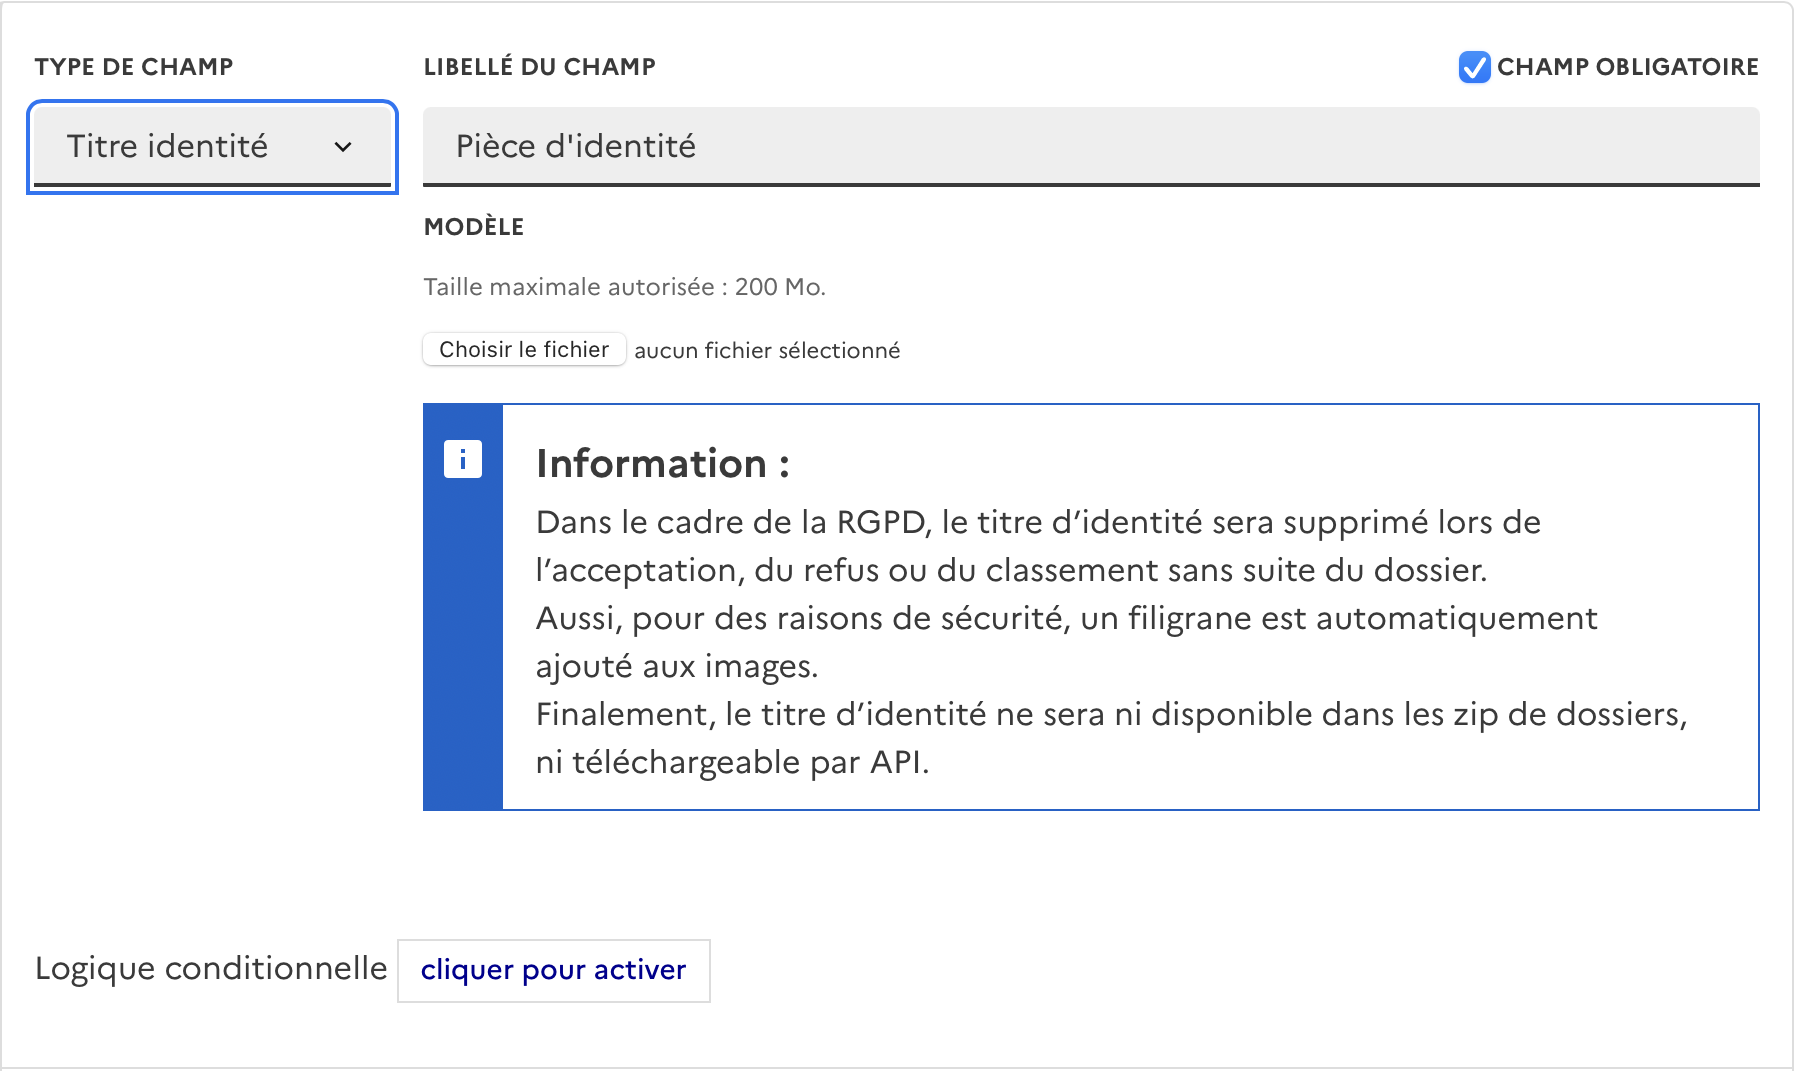 TYPE DE CHAMP
LIBELLÉ DU CHAMP
CHAMP OBLIGATOIRE
Titre identité
Pièce d'identité
MODÈLE
Taille maximale autorisée : 200 Mo.
Choisir le fichier aucun fichier sélectionné
Information :
Dans le cadre de la RGPD, le titre d’identité sera supprimé lors de
l’acceptation, du refus ou du classement sans suite du dossier.
Aussi, pour des raisons de sécurité, un filigrane est automatiquement
ajouté aux images.
Finalement, le titre d’identité ne sera ni disponible dans les zip de dossiers,
ni téléchargeable par API.
Logique conditionnelle cliquer pour activer